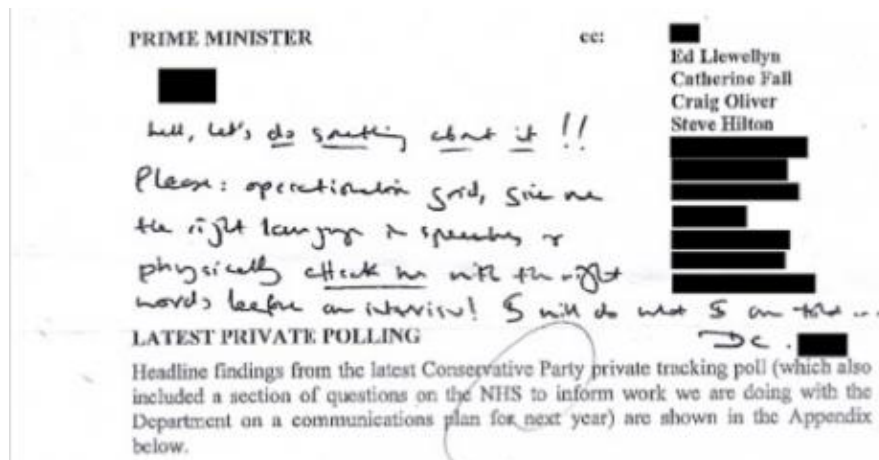 PRIME MINISTER cc:
Ed Llewellyn
Catherine Fall
Craig Oliver
Steve Hilton
Well, let's do something about it!!
Please: operationalise grid, give me
the right language in speeches or
physically attack me with the right
words before an interview! I will do what I am told ...
DC.
LATEST PRIVATE POLLING
Headline findings from the latest Conservative Party private tracking poll (which also
included a section of questions on the NHS to inform work we are doing with the
Department on a communications plan for next year) are shown in the Appendix
below.